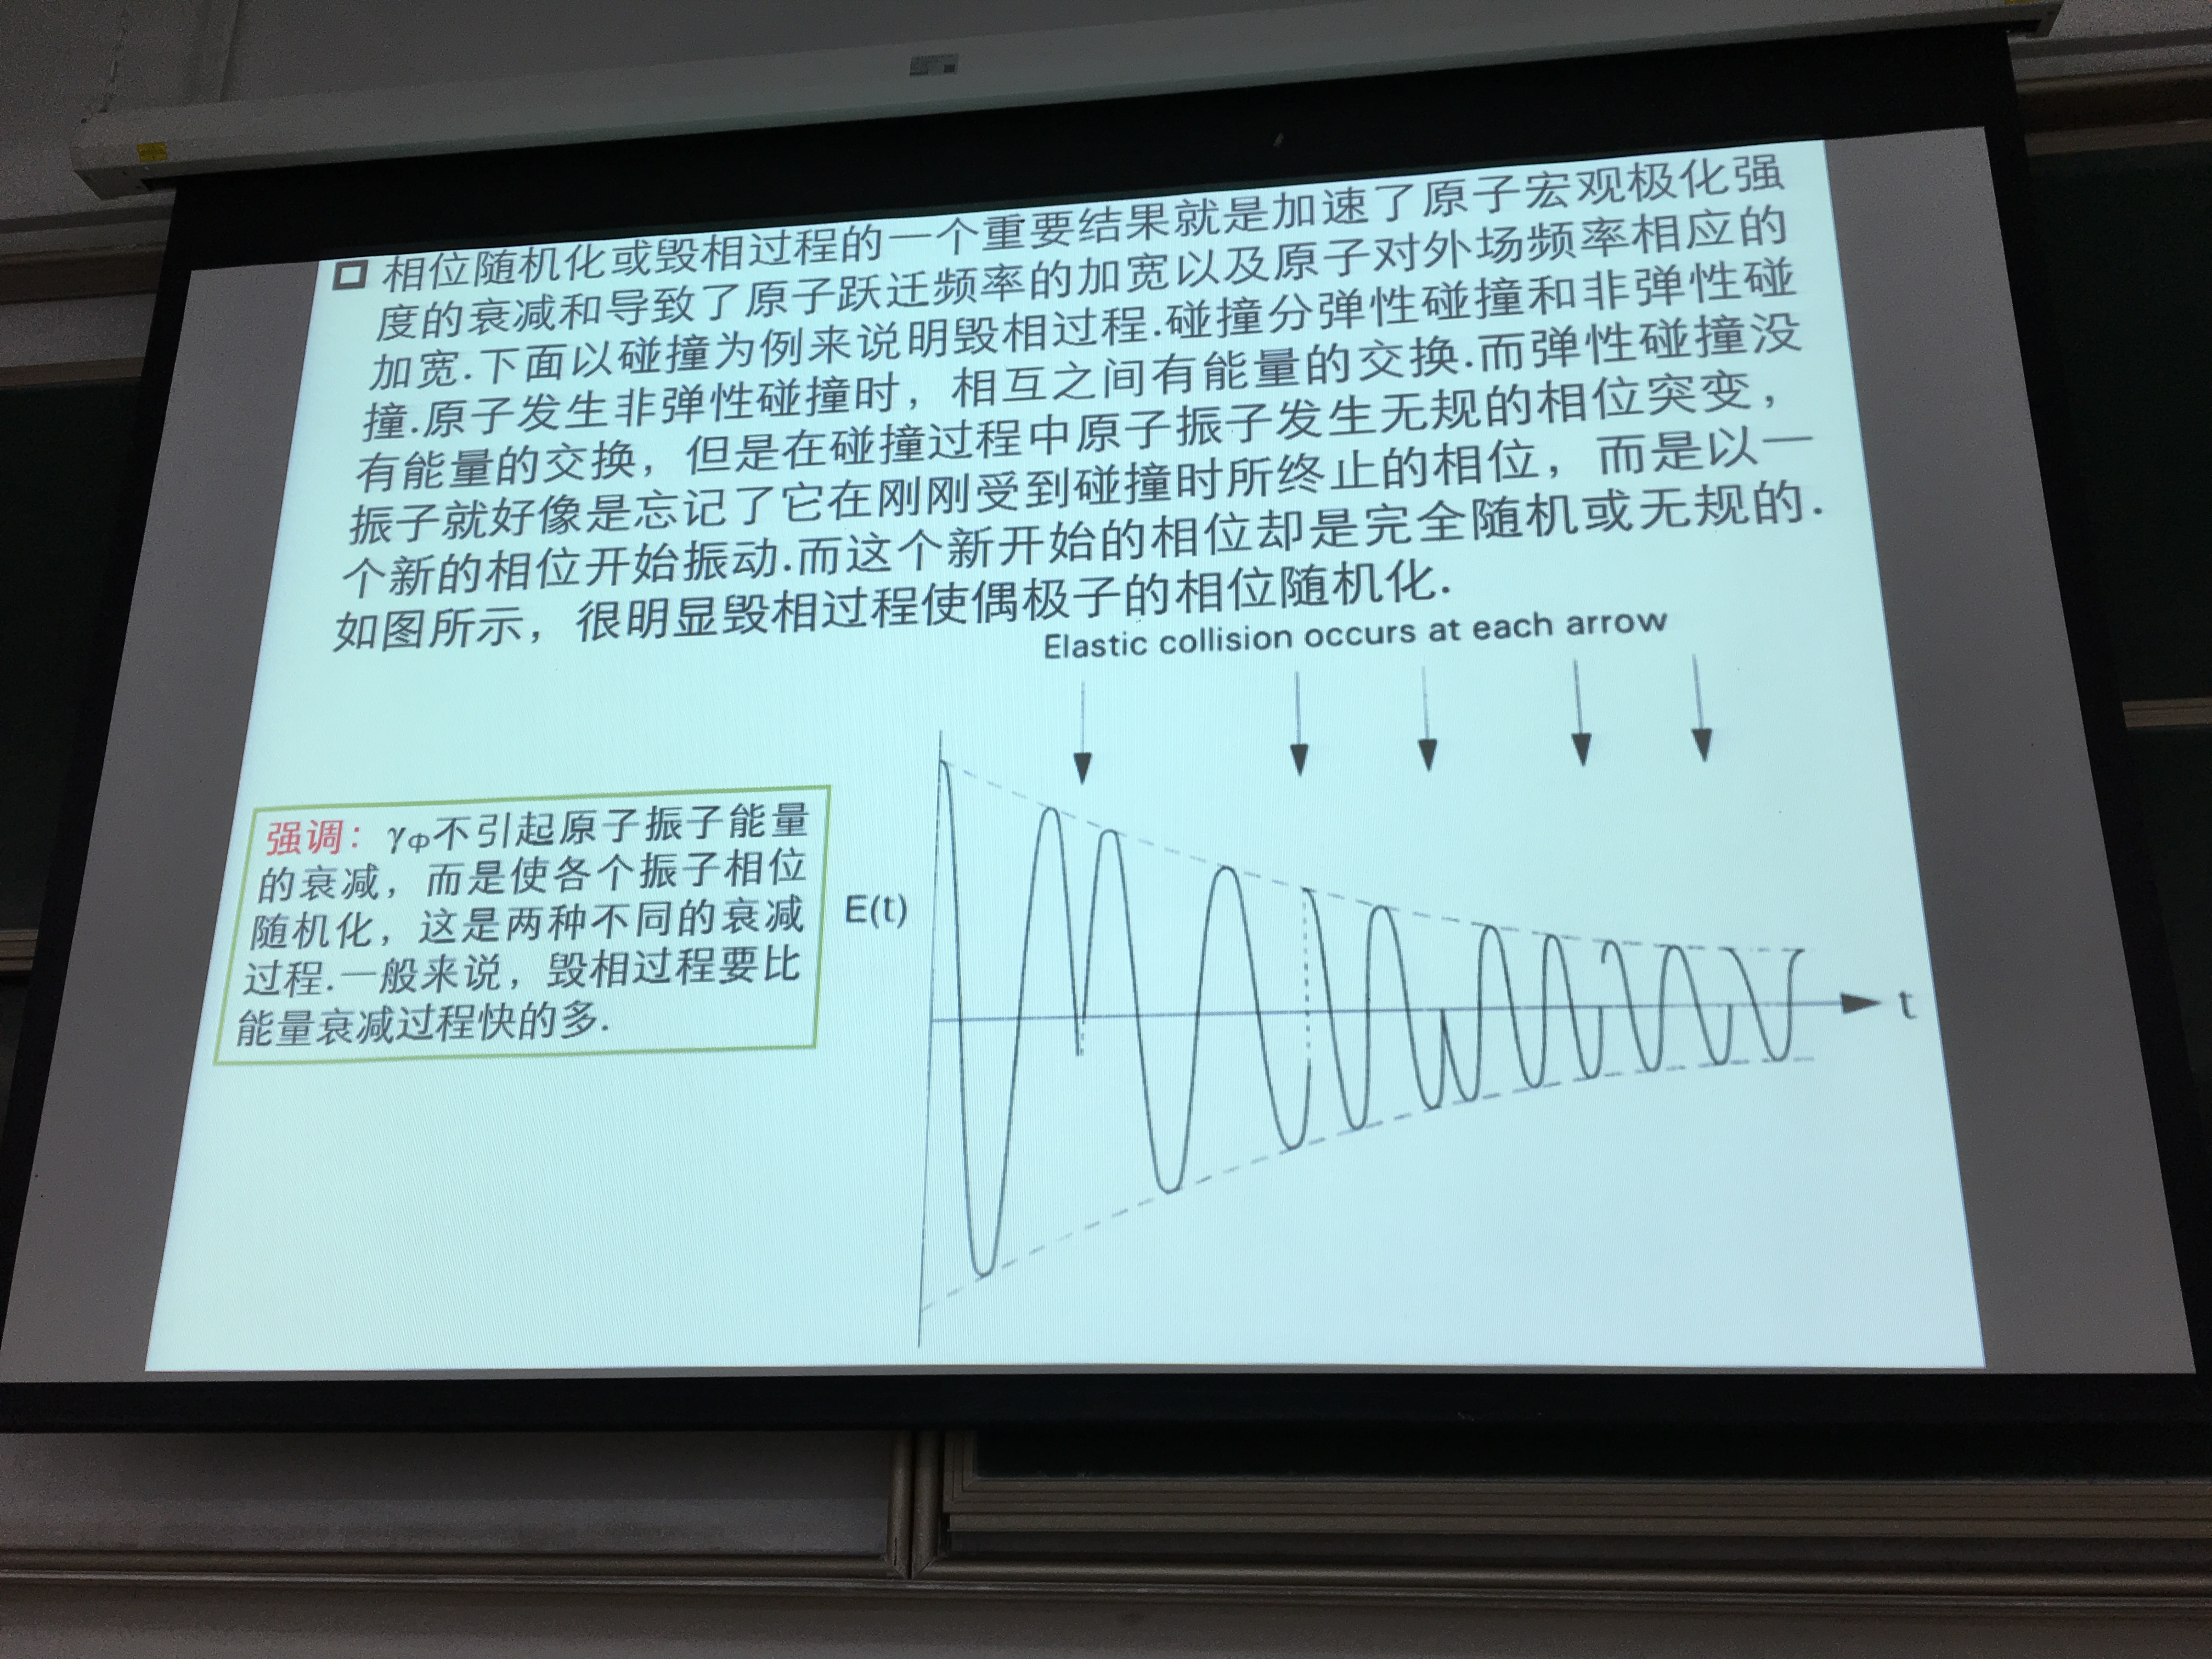 相位随机化或毁相过程的一个重要结果就是加速了原子宏观极化强
度的衰减和导致了原子跃迁频率的加宽以及原子对外场频率相应的
加宽.下面以碰撞为例来说明毁相过程.碰撞分弹性碰撞和非弹性碰
撞.原子发生非弹性碰撞时，相互之间有能量的交换.而弹性碰撞没
有能量的交换，但是在碰撞过程中原子振子发生无规的相位突变，
振子就好像是忘记了它在刚刚受到碰撞时所终止的相位，而是以一
个新的相位开始振动.而这个新开始的相位却是完全随机或无规的.
如图所示，很明显毁相过程使偶极子的相位随机化.
Elastic collision occurs at each arrow
强调：γΦ不引起原子振子能量
的衰减，而是使各个振子相位
随机化，这是两种不同的衰减
过程.一般来说，毁相过程要比
能量衰减过程快的多.
E(t)
t